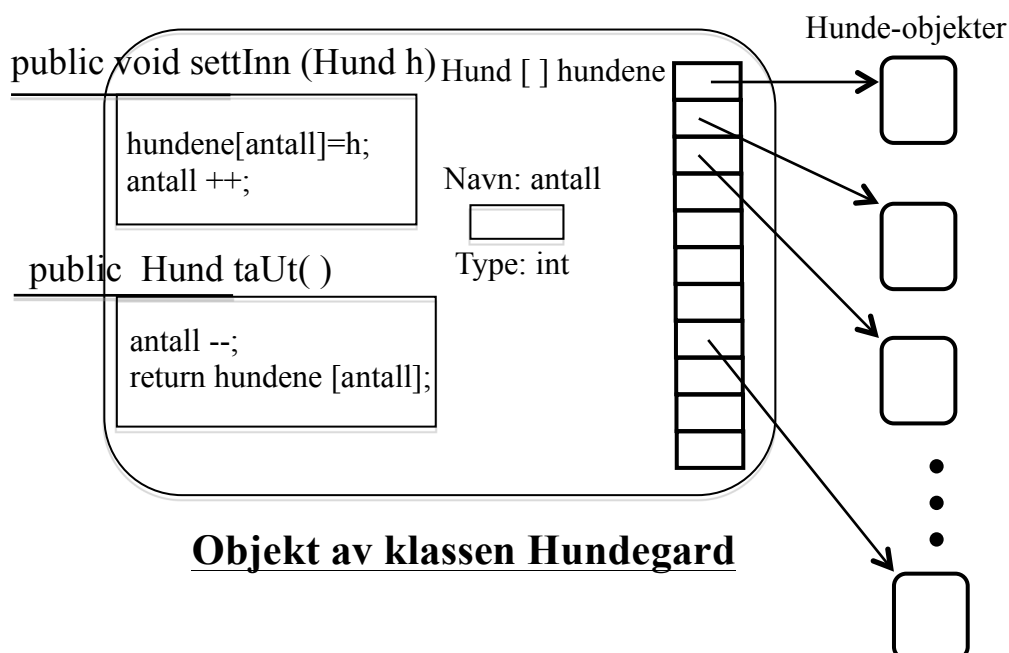 Hunde-objekter
public void settInn (Hund h)
Hund [ ] hundene
hundene[antall]=h;
antall ++;
Navn: antall
Type: int
public Hund taUt( )
antall --;
return hundene [antall];
Objekt av klassen Hundegard